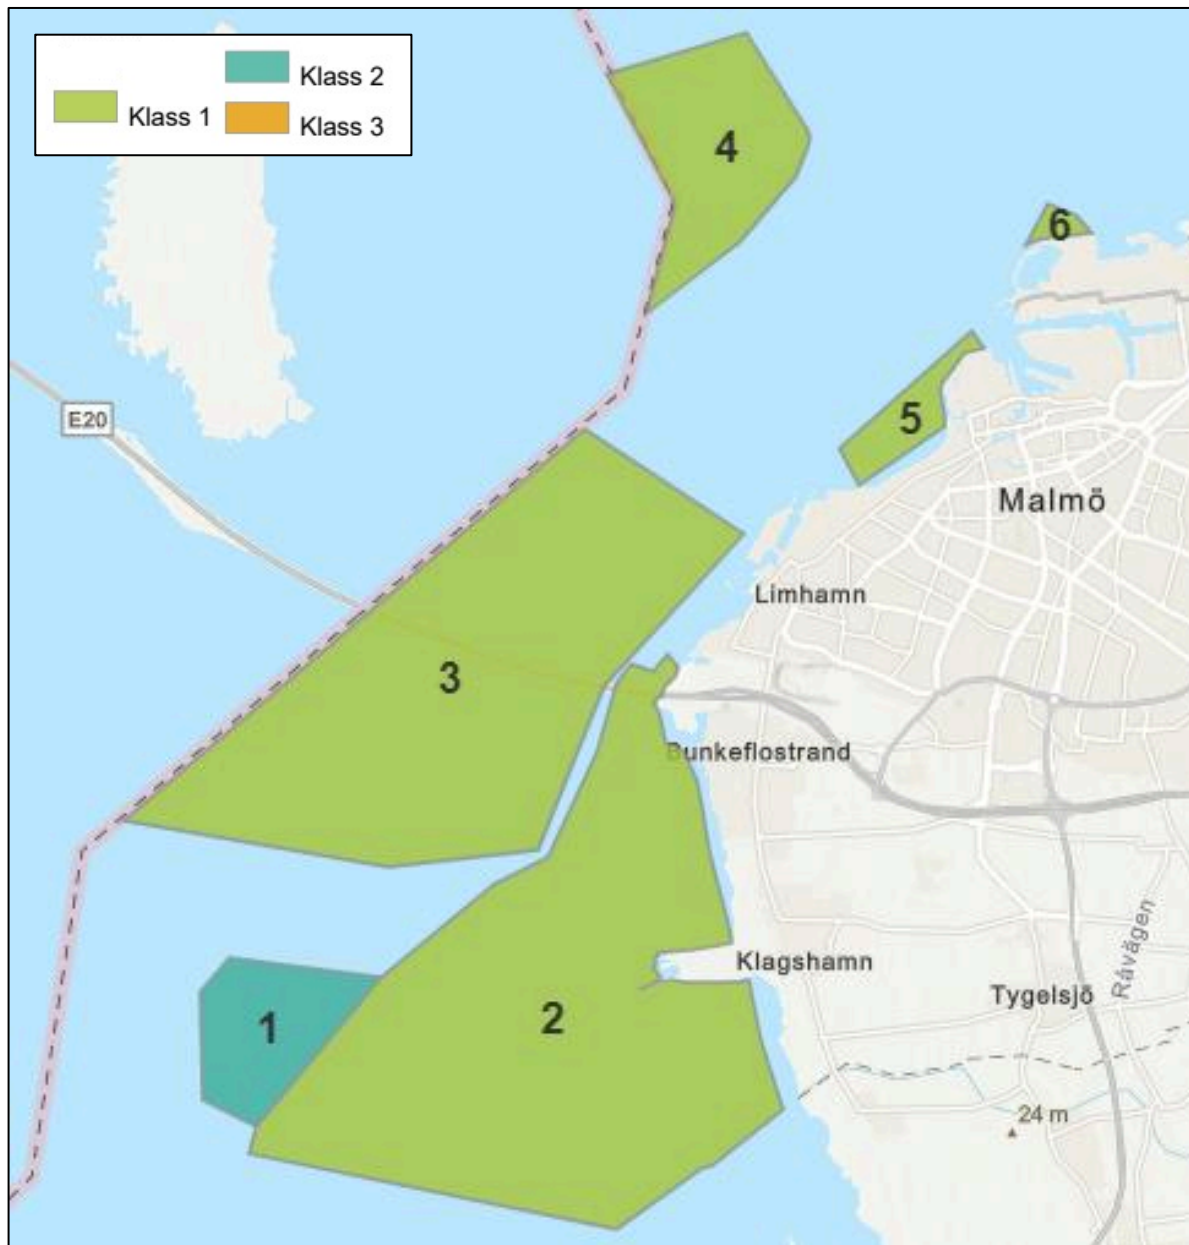 Klass 2
Klass 1
Klass 3
4
6
E20
5
Malmö
Limhamn
3
Bunkeflostrand
Klagshamn
Råvägen
Tygelsjö
1
2
24 m